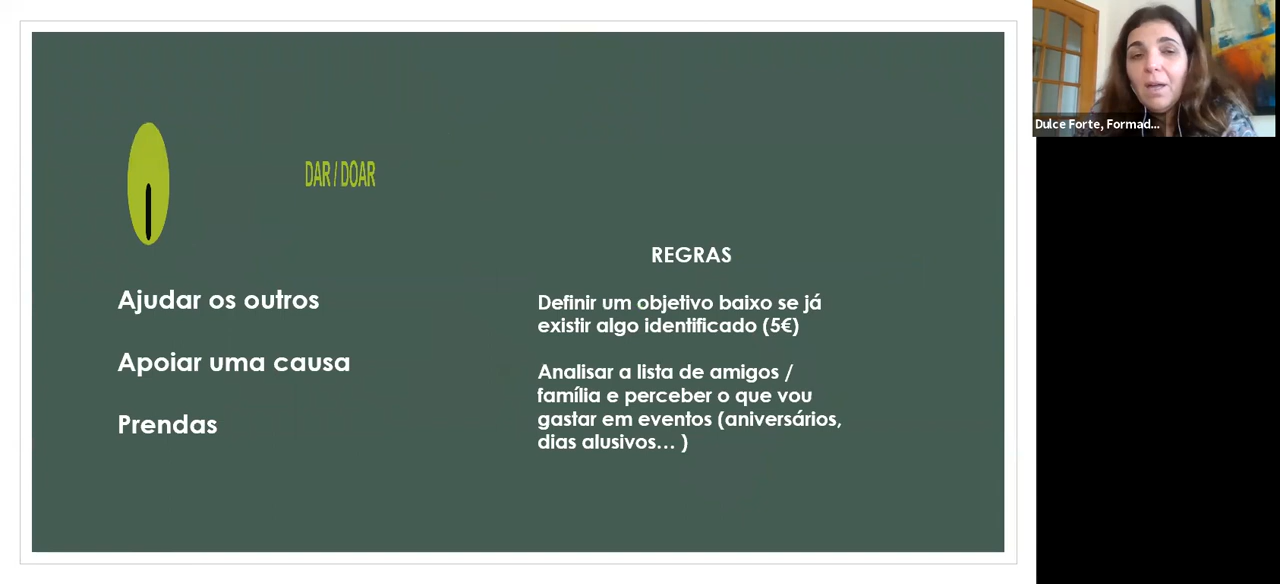 DAR / DOAR
Ajudar os outros
Apoiar uma causa
Prendas
REGRAS
Definir um objetivo baixo se já
existir algo identificado (5€)
Analisar a lista de amigos /
família e perceber o que vou
gastar em eventos (aniversários,
dias alusivos... )
Dulce Forte, Formad...